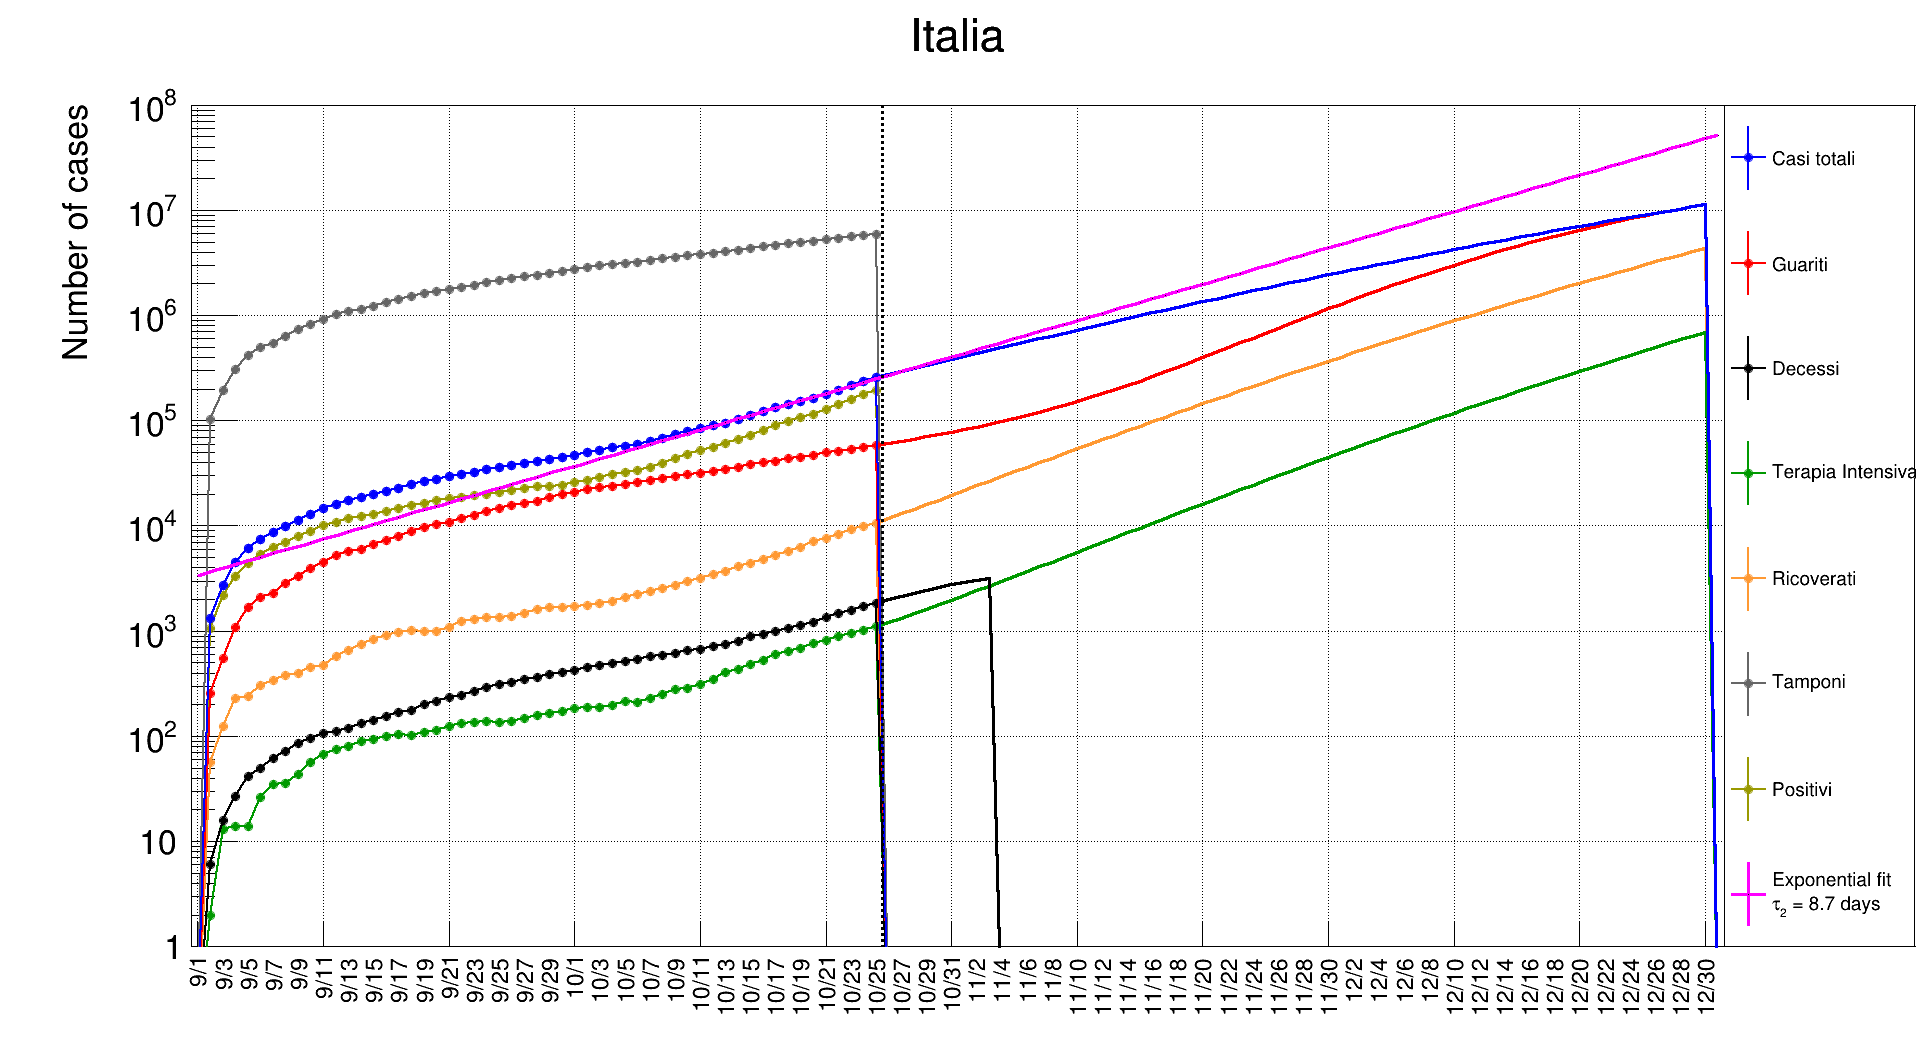 Italia
Number of cases
10^8
10^7
10^6
10^5
10^4
10^3
10^2
10
1
9/1 9/3 9/5 9/7 9/9 9/11 9/13 9/15 9/17 9/19 9/21 9/23 9/25 9/27 9/29 10/1 10/3 10/5 10/7 10/9 10/11 10/13 10/15 10/17 10/19 10/21 10/23 10/25 10/27 10/29 10/31 11/2 11/4 11/6 11/8 11/10 11/12 11/14 11/16 11/18 11/20 11/22 11/24 11/26 11/28 11/30 12/2 12/4 12/6 12/8 12/10 12/12 12/14 12/16 12/18 12/20 12/22 12/24 12/26 12/28 12/30
Casi totali
Guariti
Decessi
Terapia Intensiva
Ricoverati
Tamponi
Positivi
Exponential fit
τ_2 = 8.7 days